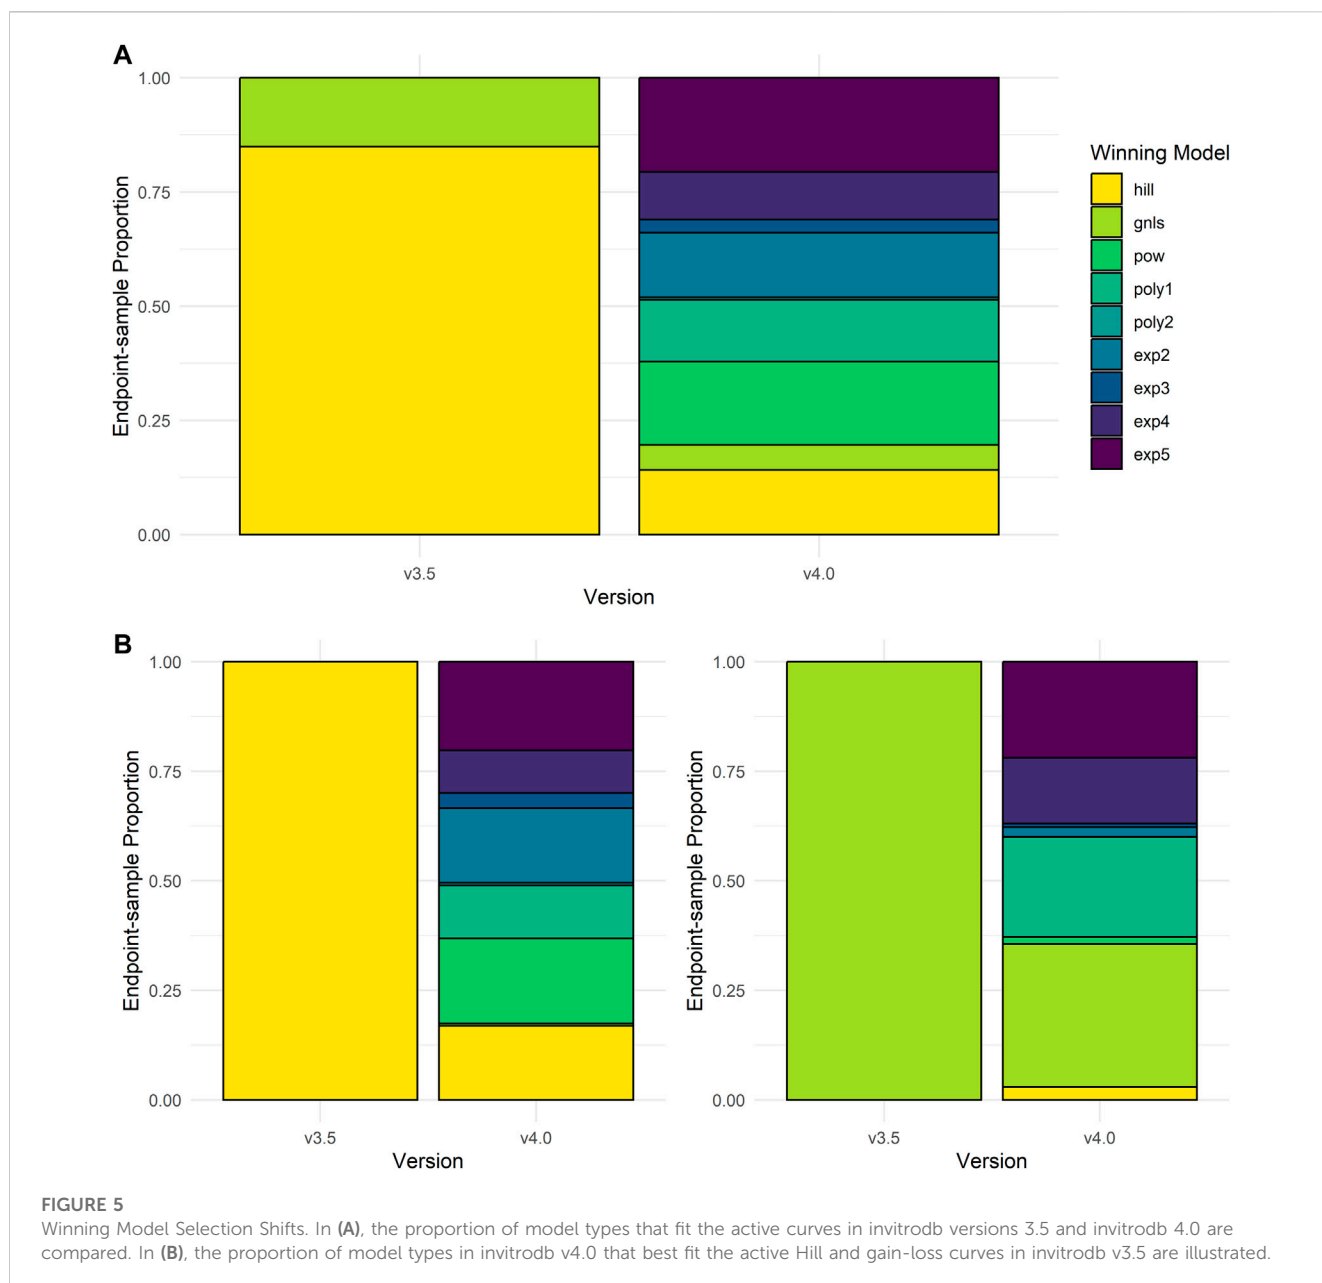 A
1.00
0.75
0.50
0.25
0.00
Endpoint-sample Proportion
v3.5
v4.0
Version
Winning Model
hill
gnls
pow
poly1
poly2
exp2
exp3
exp4
exp5
B
1.00
0.75
0.50
0.25
0.00
Endpoint-sample Proportion
v3.5
v4.0
Version
1.00
0.75
0.50
0.25
0.00
Endpoint-sample Proportion
v3.5
v4.0
Version
FIGURE 5
Winning Model Selection Shifts. In (A), the proportion of model types that fit the active curves in invitrodb versions 3.5 and invitrodb 4.0 are
compared. In (B), the proportion of model types in invitrodb v4.0 that best fit the active Hill and gain-loss curves in invitrodb v3.5 are illustrated.